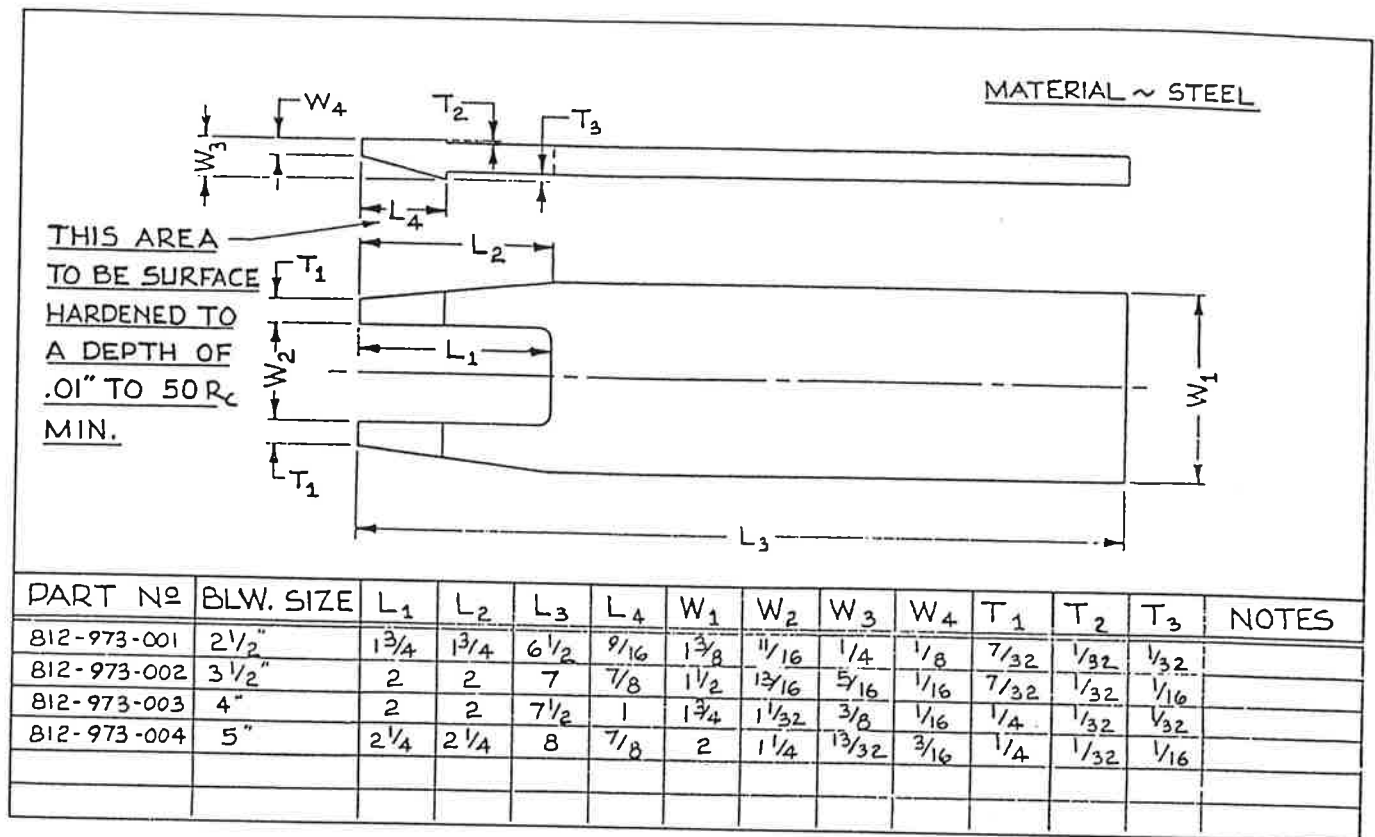 MATERIAL ~ STEEL
W₄
T₂
T₃
W₃
L₄
THIS AREA
TO BE SURFACE
HARDENED TO
A DEPTH OF
.01" TO 50 Rc
MIN.
L₂
T₁
L₁
W₂
W₁
T₁
L₃
PART Nº BLW. SIZE L₁ L₂ L₃ L₄ W₁ W₂ W₃ W₄ T₁ T₂ T₃ NOTES
812-973-001 2 1/2" 1 3/4 1 3/4 6 1/2 9/16 1 3/8 11/16 1/4 1/8 7/32 1/32 1/32
812-973-002 3 1/2" 2 2 7 7/8 1 1/2 13/16 5/16 1/16 7/32 1/32 1/16
812-973-003 4" 2 2 7 1/2 1 1 3/4 1 1/32 3/8 1/16 1/4 1/32 1/32
812-973-004 5" 2 1/4 2 1/4 8 7/8 2 1 1/4 13/32 3/16 1/4 1/32 1/16